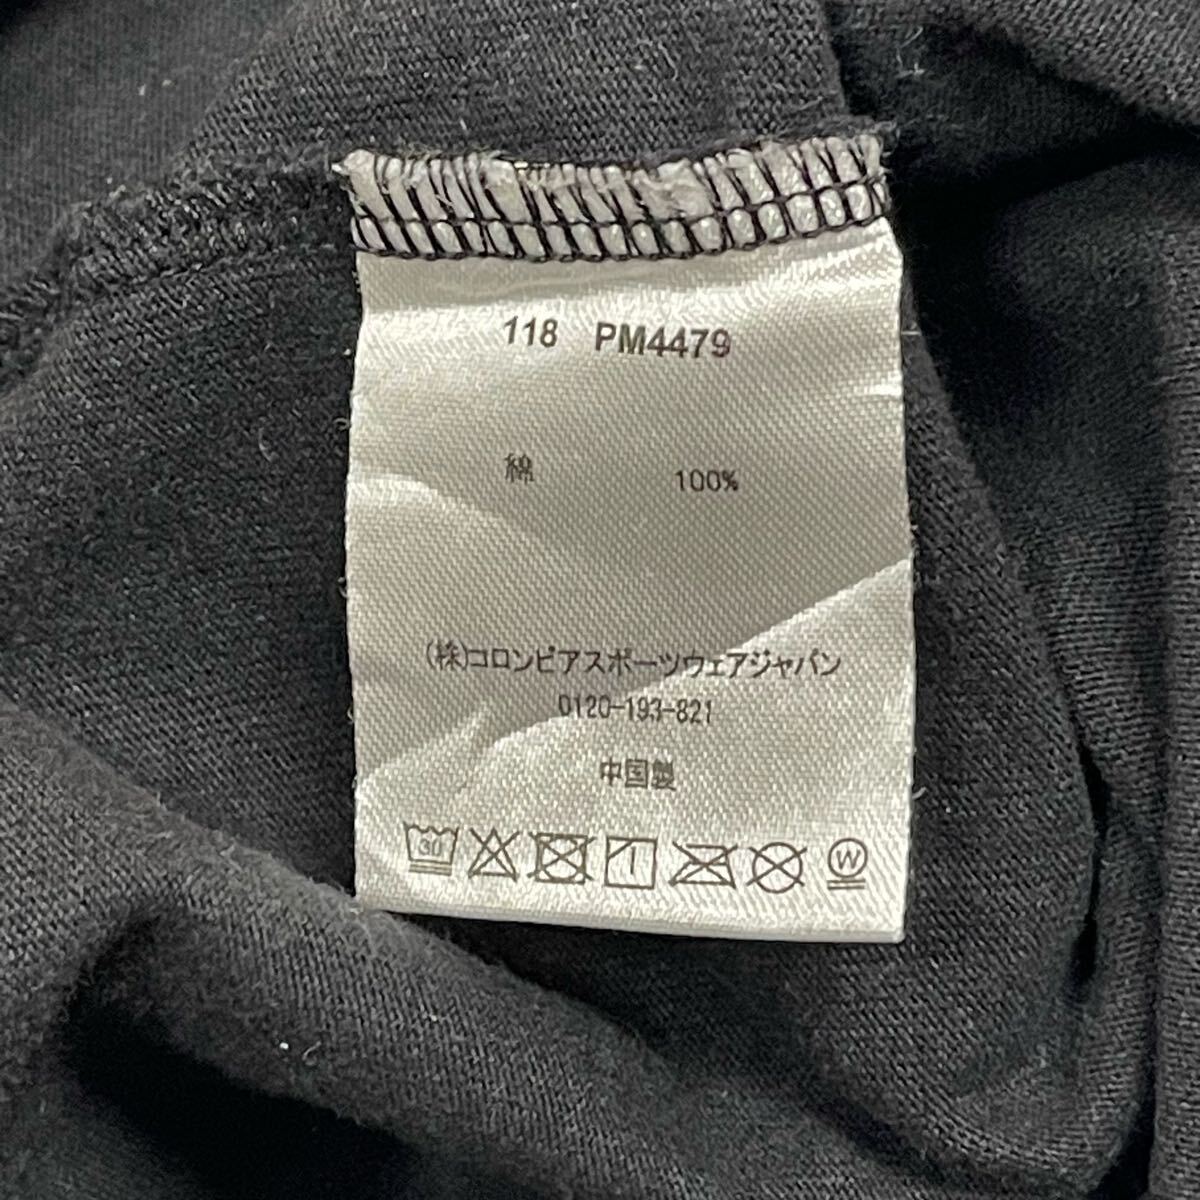 118 PM4479
綿 100%
(株)コロンビアスポーツウェアジャパン
0120-193-821
中国製
30 W